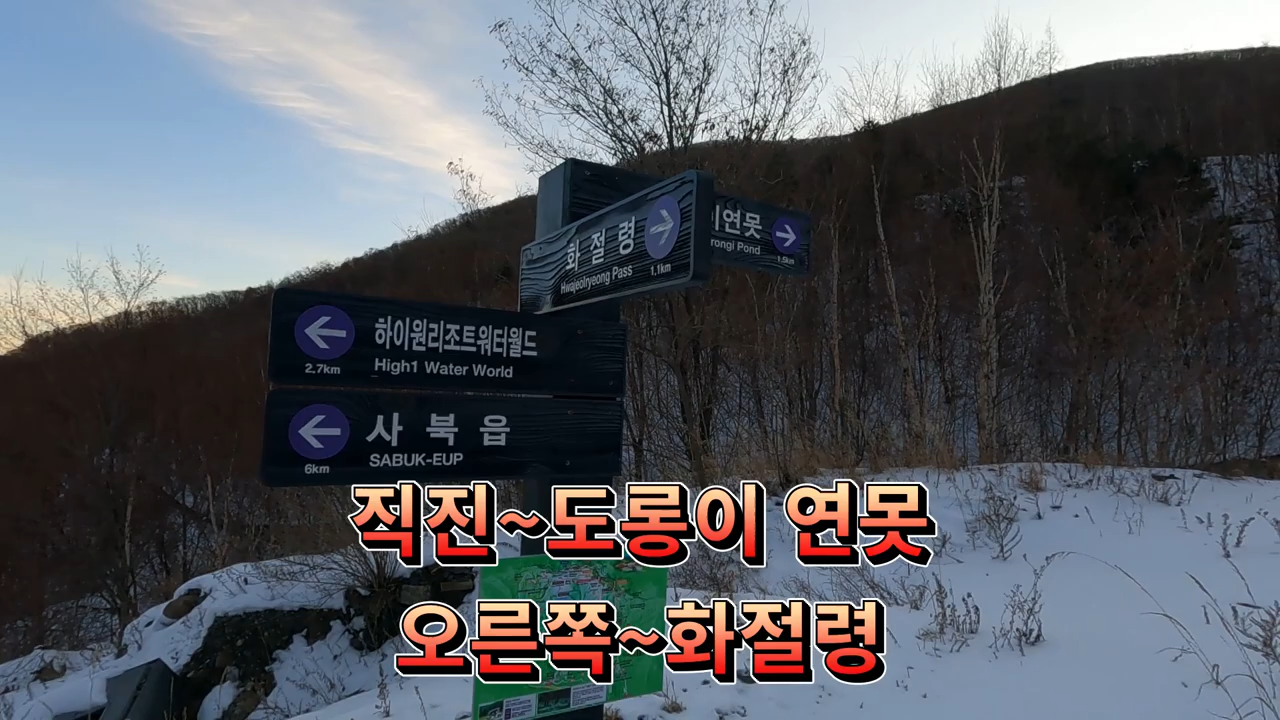 화절령
Hwajeolryeong Pass
1.1km
이연못
rongi Pond
하이원리조트워터월드
High1 Water World
2.7km
사북읍
SABUK-EUP
6km
직진~도롱이 연못
오른쪽~화절령